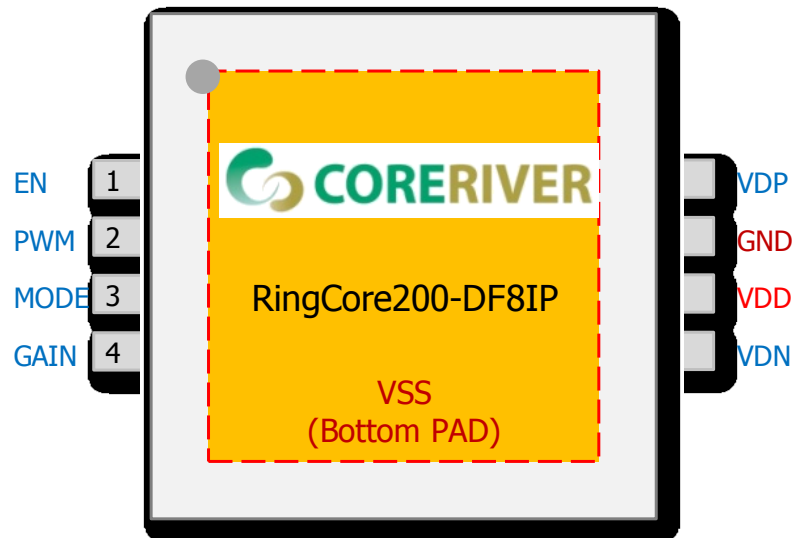 EN 1
PWM 2
MODE 3
GAIN 4
CORERIVER
RingCore200-DF8IP
VSS
(Bottom PAD)
VDP
GND
VDD
VDN